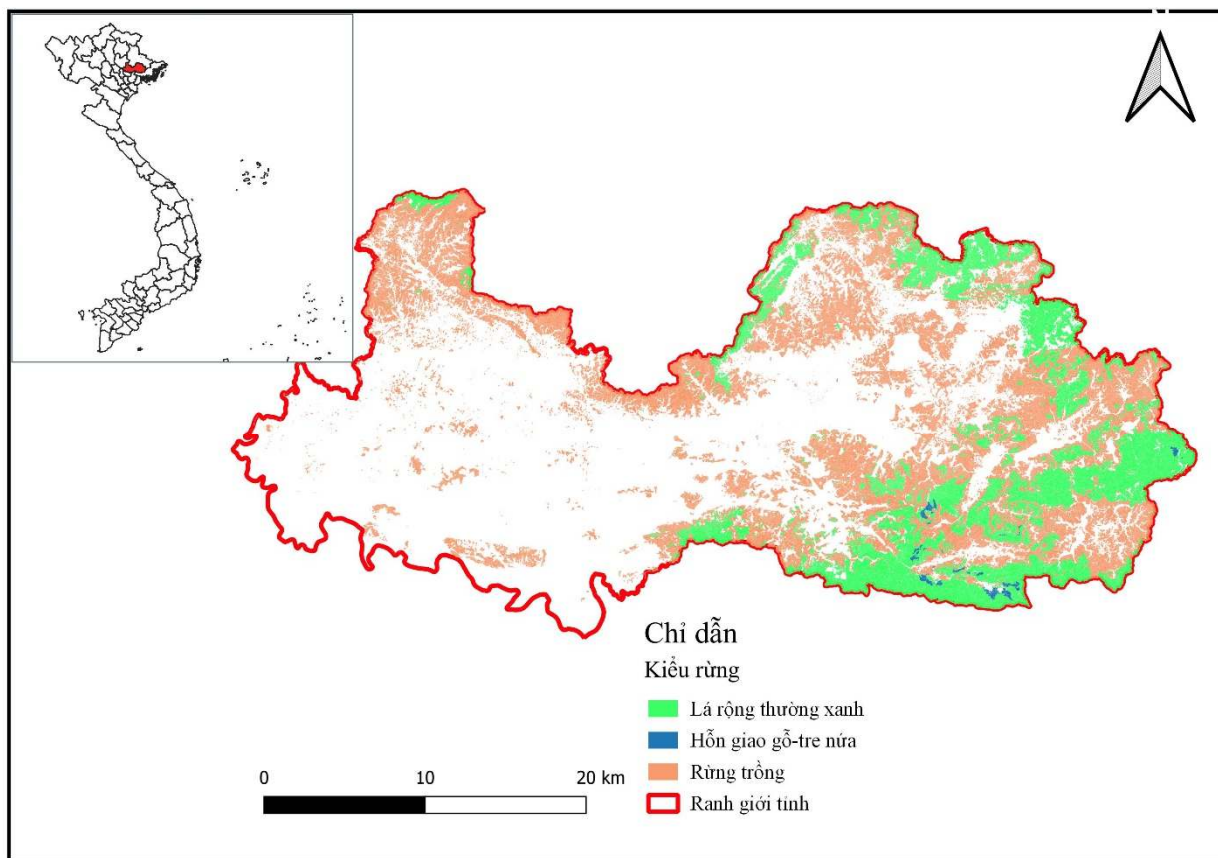 Chỉ dẫn
Kiểu rừng
Lá rộng thường xanh
Hỗn giao gỗ-tre nứa
Rừng trồng
Ranh giới tỉnh
0 10 20 km